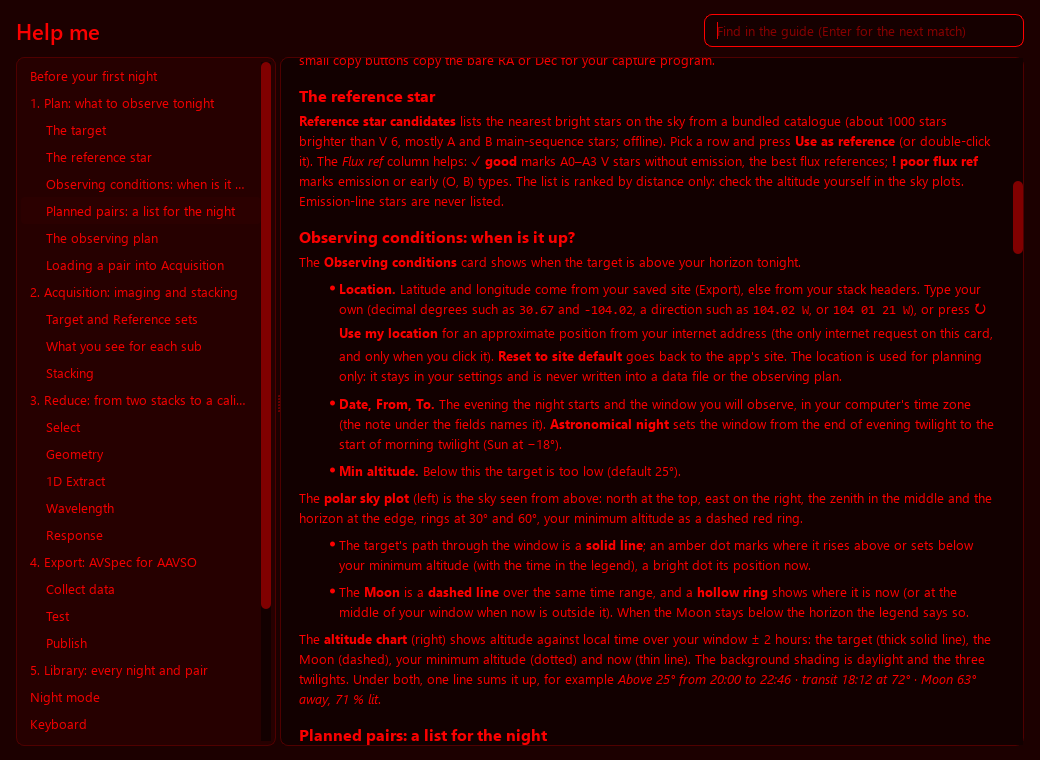 Help me
Find in the guide (Enter for the next match)
Before your first night
1. Plan: what to observe tonight
The target
The reference star
Observing conditions: when is it ...
Planned pairs: a list for the night
The observing plan
Loading a pair into Acquisition
2. Acquisition: imaging and stacking
Target and Reference sets
What you see for each sub
Stacking
3. Reduce: from two stacks to a cali...
Select
Geometry
1D Extract
Wavelength
Response
4. Export: AVSpec for AAVSO
Collect data
Test
Publish
5. Library: every night and pair
Night mode
Keyboard
small copy buttons copy the bare RA or Dec for your capture program.
The reference star
Reference star candidates lists the nearest bright stars on the sky from a bundled catalogue (about 1000 stars
brighter than V 6, mostly A and B main-sequence stars; offline). Pick a row and press Use as reference (or double-click
it). The Flux ref column helps: ✓ good marks A0–A3 V stars without emission, the best flux references; ! poor flux ref
marks emission or early (O, B) types. The list is ranked by distance only: check the altitude yourself in the sky plots.
Emission-line stars are never listed.
Observing conditions: when is it up?
The Observing conditions card shows when the target is above your horizon tonight.
• Location. Latitude and longitude come from your saved site (Export), else from your stack headers. Type your
own (decimal degrees such as 30.67 and -104.02, a direction such as 104.02 W, or 104 01 21 W), or press ↻
Use my location for an approximate position from your internet address (the only internet request on this card,
and only when you click it). Reset to site default goes back to the app's site. The location is used for planning
only: it stays in your settings and is never written into a data file or the observing plan.
• Date, From, To. The evening the night starts and the window you will observe, in your computer's time zone
(the note under the fields names it). Astronomical night sets the window from the end of evening twilight to the
start of morning twilight (Sun at −18°).
• Min altitude. Below this the target is too low (default 25°).
The polar sky plot (left) is the sky seen from above: north at the top, east on the right, the zenith in the middle and the
horizon at the edge, rings at 30° and 60°, your minimum altitude as a dashed red ring.
• The target's path through the window is a solid line; an amber dot marks where it rises above or sets below
your minimum altitude (with the time in the legend), a bright dot its position now.
• The Moon is a dashed line over the same time range, and a hollow ring shows where it is now (or at the
middle of your window when now is outside it). When the Moon stays below the horizon the legend says so.
The altitude chart (right) shows altitude against local time over your window ± 2 hours: the target (thick solid line), the
Moon (dashed), your minimum altitude (dotted) and now (thin line). The background shading is daylight and the three
twilights. Under both, one line sums it up, for example Above 25° from 20:00 to 22:46 · transit 18:12 at 72° · Moon 63°
away, 71 % lit.
Planned pairs: a list for the night